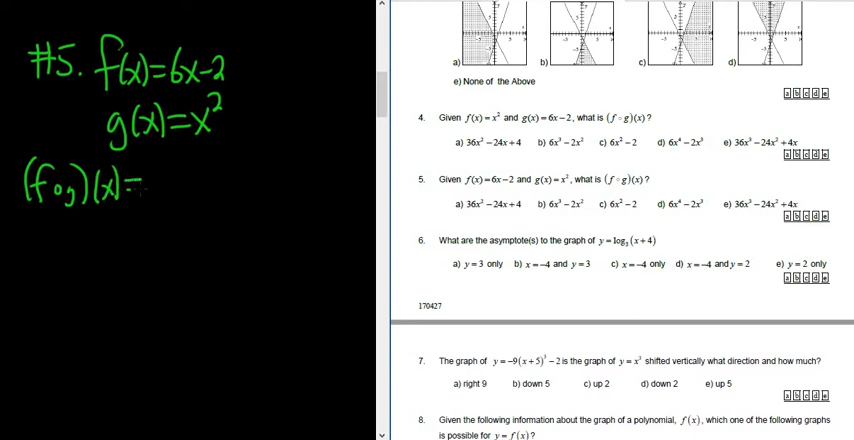 #5. f(x)=6x-2
g(x)=x²
(f∘g)(x)=
a) b) c) d)
e) None of the Above
a b c d e
4. Given f(x)=x² and g(x)=6x−2, what is (f∘g)(x)?
a) 36x²−24x+4 b) 6x³−2x² c) 6x²−2 d) 6x⁴−2x³ e) 36x³−24x²+4x
a b c d e
5. Given f(x)=6x−2 and g(x)=x², what is (f∘g)(x)?
a) 36x²−24x+4 b) 6x³−2x² c) 6x²−2 d) 6x⁴−2x³ e) 36x³−24x²+4x
a b c d e
6. What are the asymptote(s) to the graph of y=log₃(x+4)
a) y=3 only b) x=−4 and y=3 c) x=−4 only d) x=−4 and y=2 e) y=2 only
a b c d e
170427
7. The graph of y=−9(x+5)³−2 is the graph of y=x³ shifted vertically what direction and how much?
a) right 9 b) down 5 c) up 2 d) down 2 e) up 5
a b c d e
8. Given the following information about the graph of a polynomial, f(x), which one of the following graphs
is possible for y=f(x)?